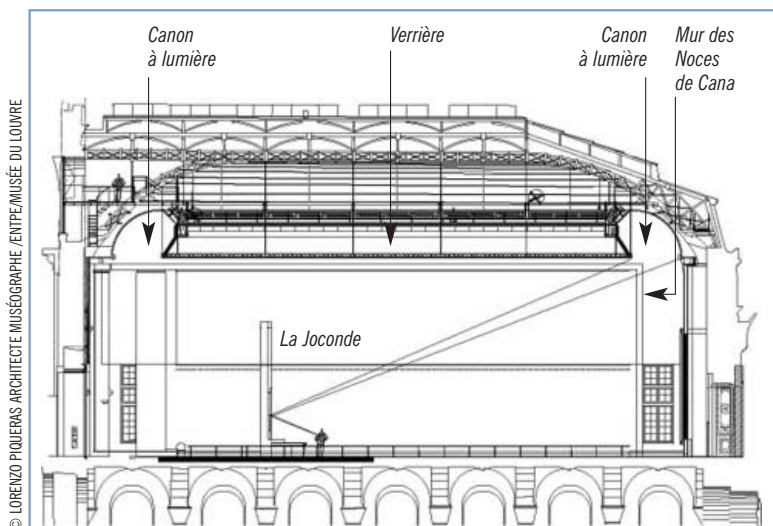 Canon
à lumière
Verrière
Canon
à lumière
Mur des
Noces
de Cana
La Joconde
© LORENZO PIQUERAS ARCHITECTE MUSÉOGRAPHE /ENTPE/MUSÉE DU LOUVRE